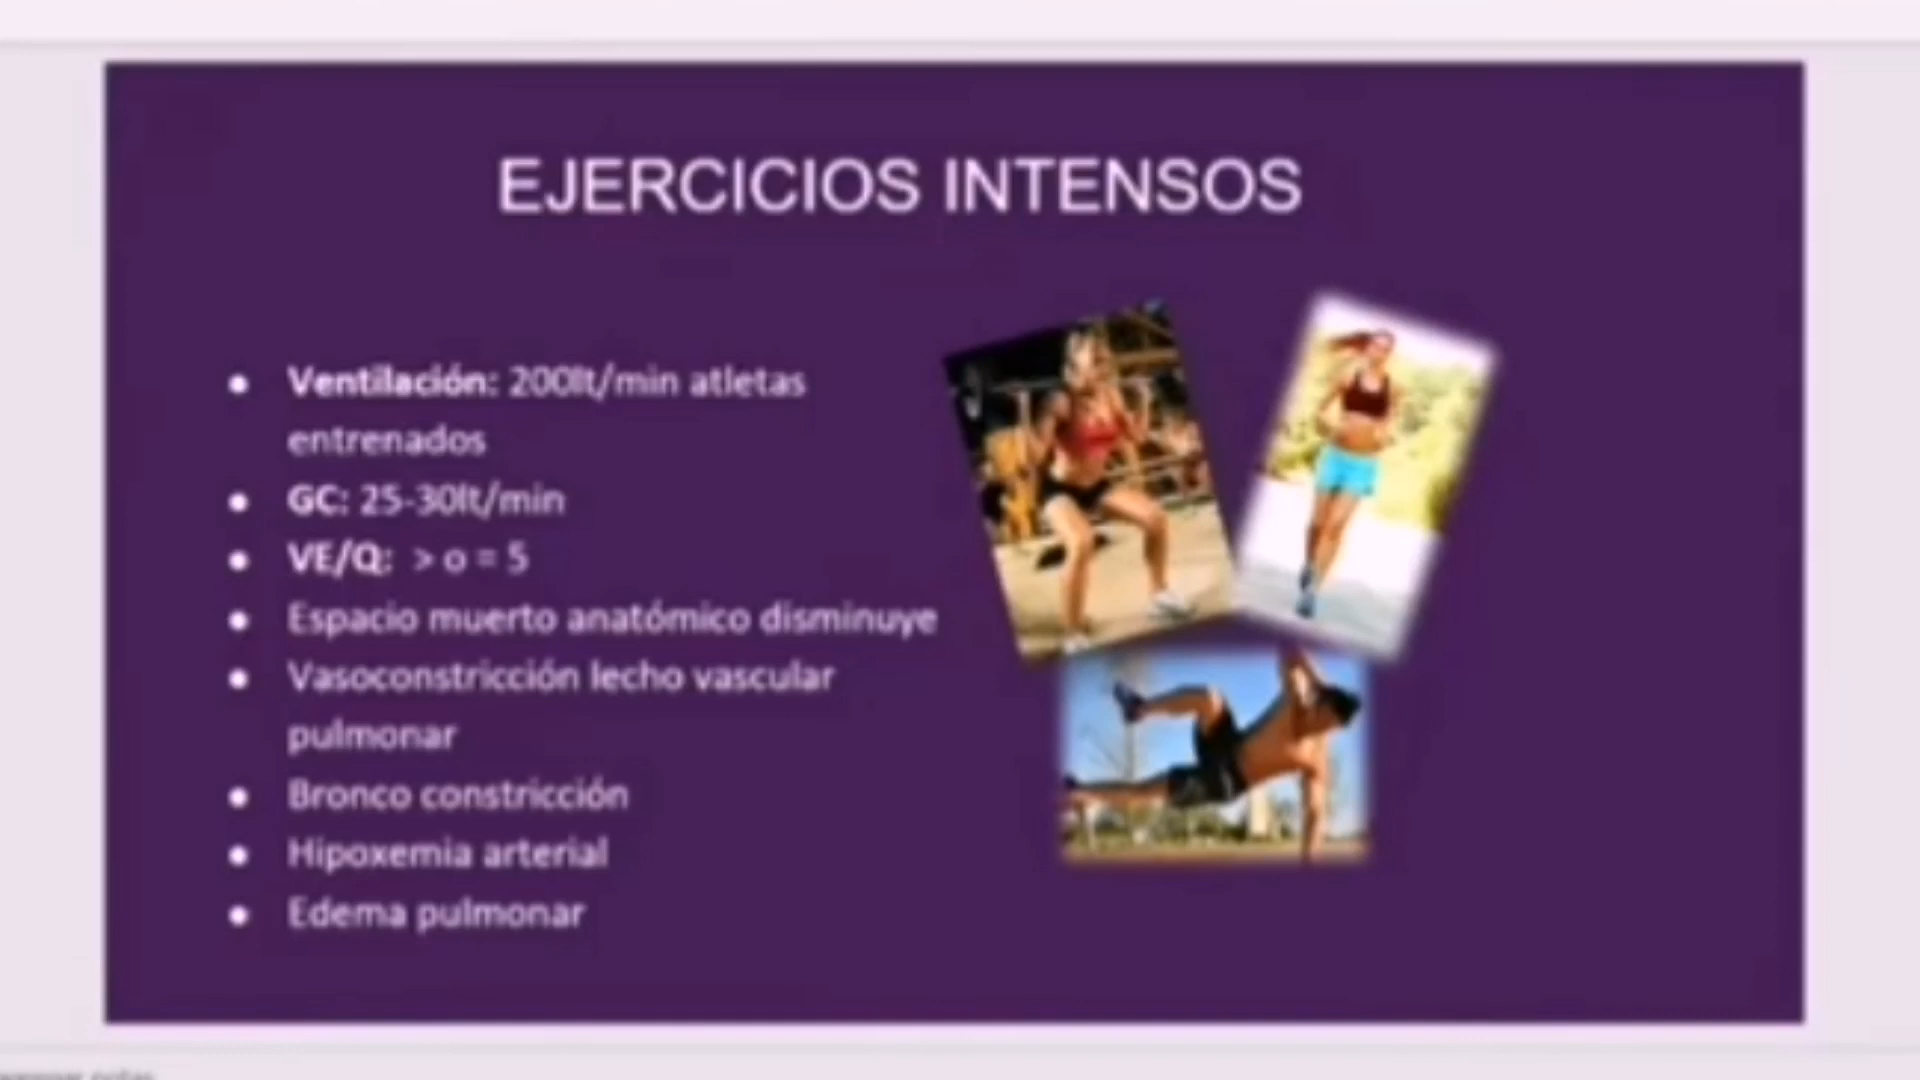 EJERCICIOS INTENSOS
● Ventilación: 200lt/min atletas
entrenados
● GC: 25-30lt/min
● VE/Q: > o = 5
● Espacio muerto anatómico disminuye
● Vasoconstricción lecho vascular
pulmonar
● Bronco constricción
● Hipoxemia arterial
● Edema pulmonar